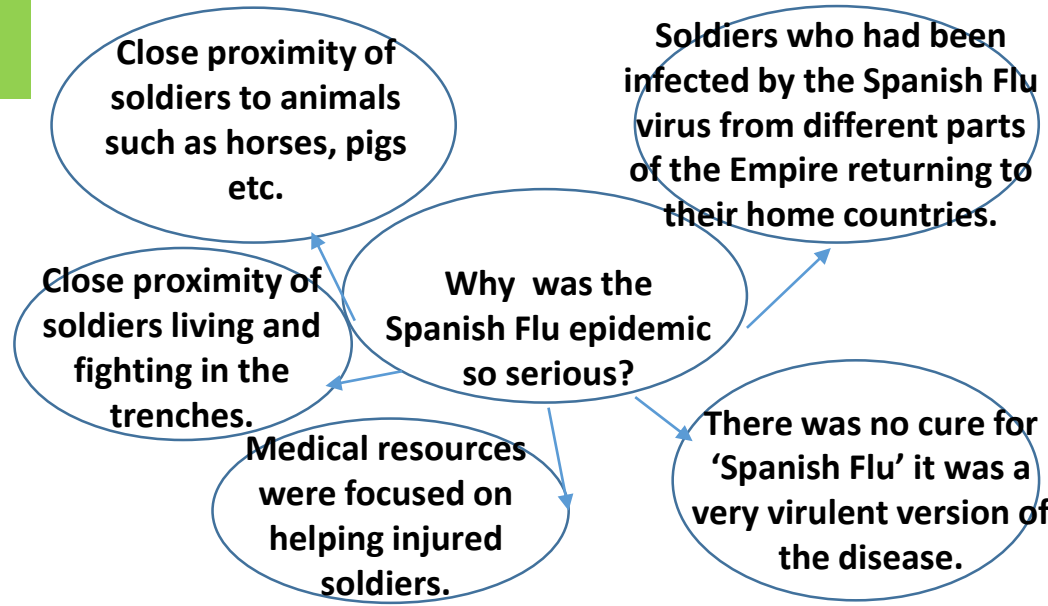 Close proximity of
soldiers to animals
such as horses, pigs
etc.
Soldiers who had been
infected by the Spanish Flu
virus from different parts
of the Empire returning to
their home countries.
Why was the
Spanish Flu epidemic
so serious?
Close proximity of
soldiers living and
fighting in the
trenches.
Medical resources
were focused on
helping injured
soldiers.
There was no cure for
‘Spanish Flu’ it was a
very virulent version of
the disease.